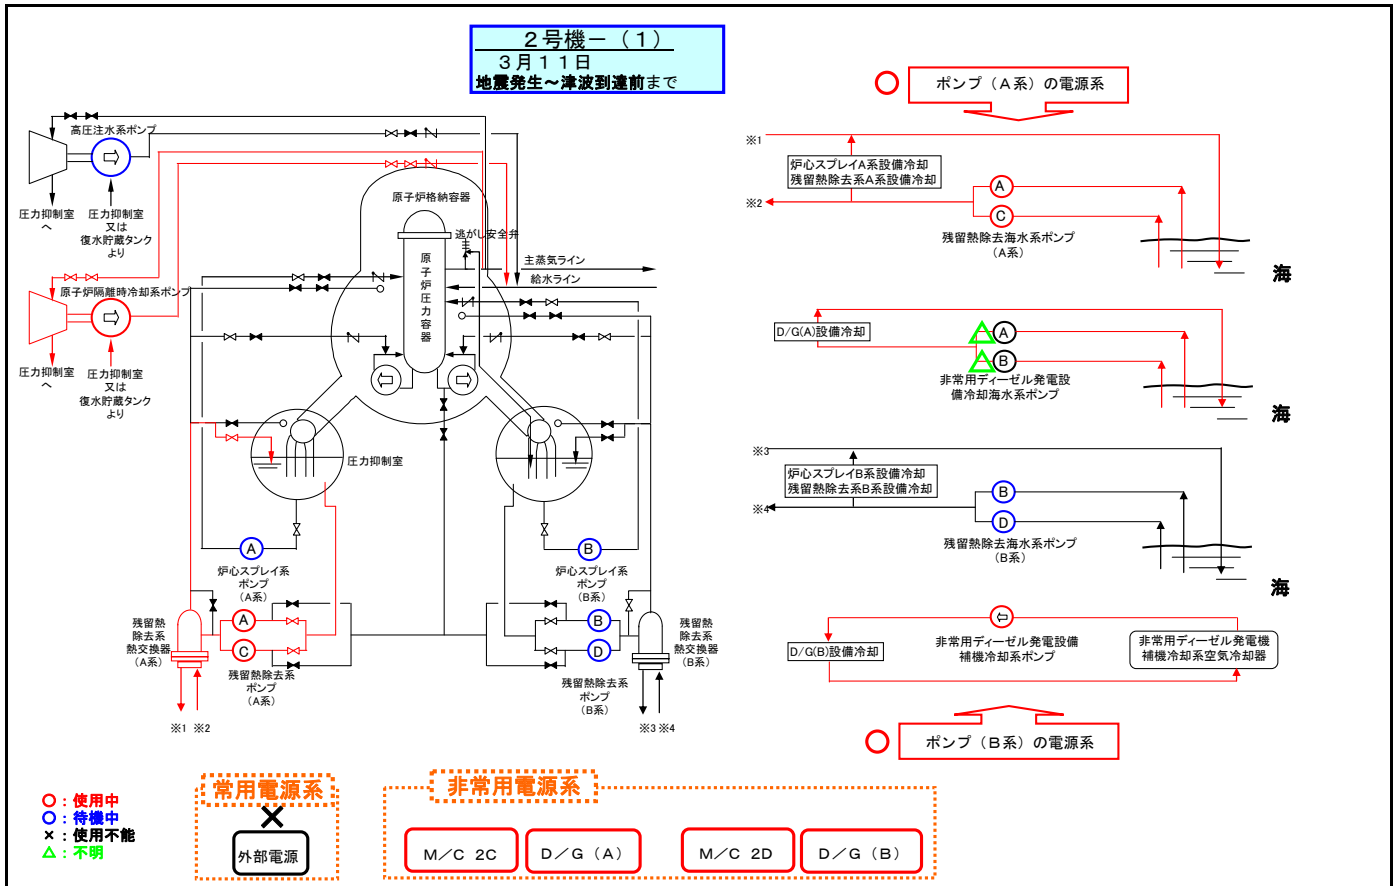 ２号機－（１）
３月１１日
地震発生～津波到達前まで
高圧注水系ポンプ
圧力抑制室
へ
圧力抑制室
又は
復水貯蔵タンク
より
原子炉隔離時冷却系ポンプ
圧力抑制室
へ
圧力抑制室
又は
復水貯蔵タンク
より
原子炉格納容器
逃がし安全弁
原子炉圧力容器
主蒸気ライン
給水ライン
圧力抑制室
A
炉心スプレイ系
ポンプ
（A系）
B
炉心スプレイ系
ポンプ
（B系）
残留熱
除去系
熱交換器
（A系）
A
C
残留熱除去系
ポンプ
（A系）
※1 ※2
B
D
残留熱除去系
ポンプ
（B系）
残留熱
除去系
熱交換器
（B系）
※3 ※4
ポンプ（Ａ系）の電源系
※1
炉心スプレイA系設備冷却
残留熱除去系A系設備冷却
※2
A
C
残留熱除去海水系ポンプ
（A系）
海
D/G(A)設備冷却
A
B
非常用ディーゼル発電設
備冷却海水系ポンプ
海
※3
炉心スプレイB系設備冷却
残留熱除去系B系設備冷却
※4
B
D
残留熱除去海水系ポンプ
（B系）
海
D/G(B)設備冷却
非常用ディーゼル発電設備
補機冷却系ポンプ
非常用ディーゼル発電機
補機冷却系空気冷却器
ポンプ（Ｂ系）の電源系
○：使用中
○：待機中
×：使用不能
△：不明
常用電源系
外部電源
非常用電源系
Ｍ／Ｃ 2C
Ｄ／Ｇ（Ａ）
Ｍ／Ｃ 2D
Ｄ／Ｇ（Ｂ）